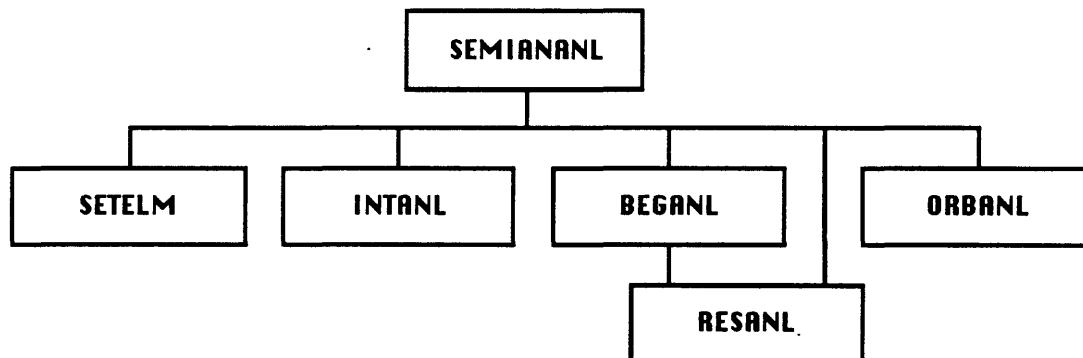 SEMIANANL
SETELM
INTANL
BEGANL
ORBANL
RESANL